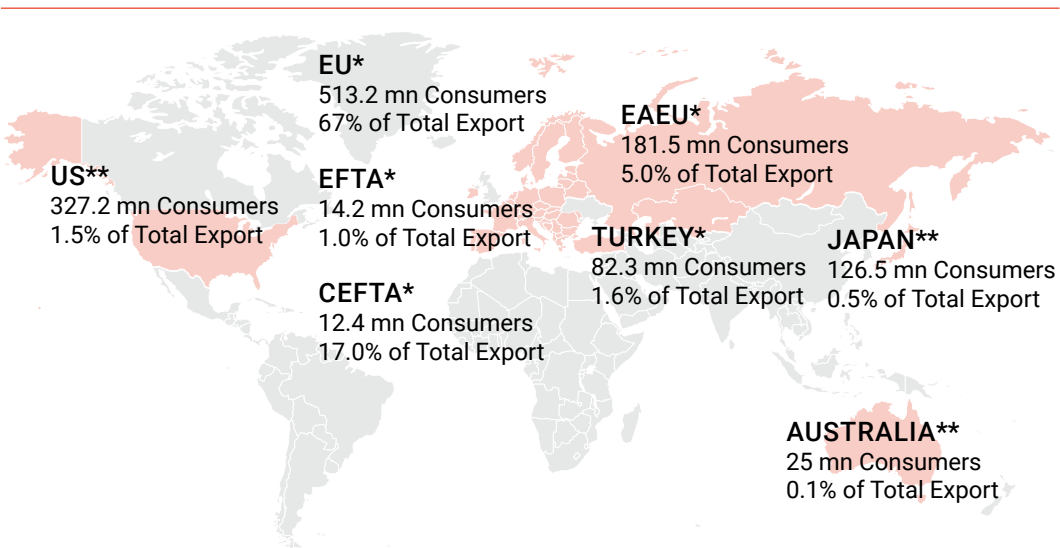 EU*
513.2 mn Consumers
67% of Total Export
EAEU*
181.5 mn Consumers
5.0% of Total Export
US**
327.2 mn Consumers
1.5% of Total Export
EFTA*
14.2 mn Consumers
1.0% of Total Export
TURKEY*
82.3 mn Consumers
1.6% of Total Export
JAPAN**
126.5 mn Consumers
0.5% of Total Export
CEFTA*
12.4 mn Consumers
17.0% of Total Export
AUSTRALIA**
25 mn Consumers
0.1% of Total Export